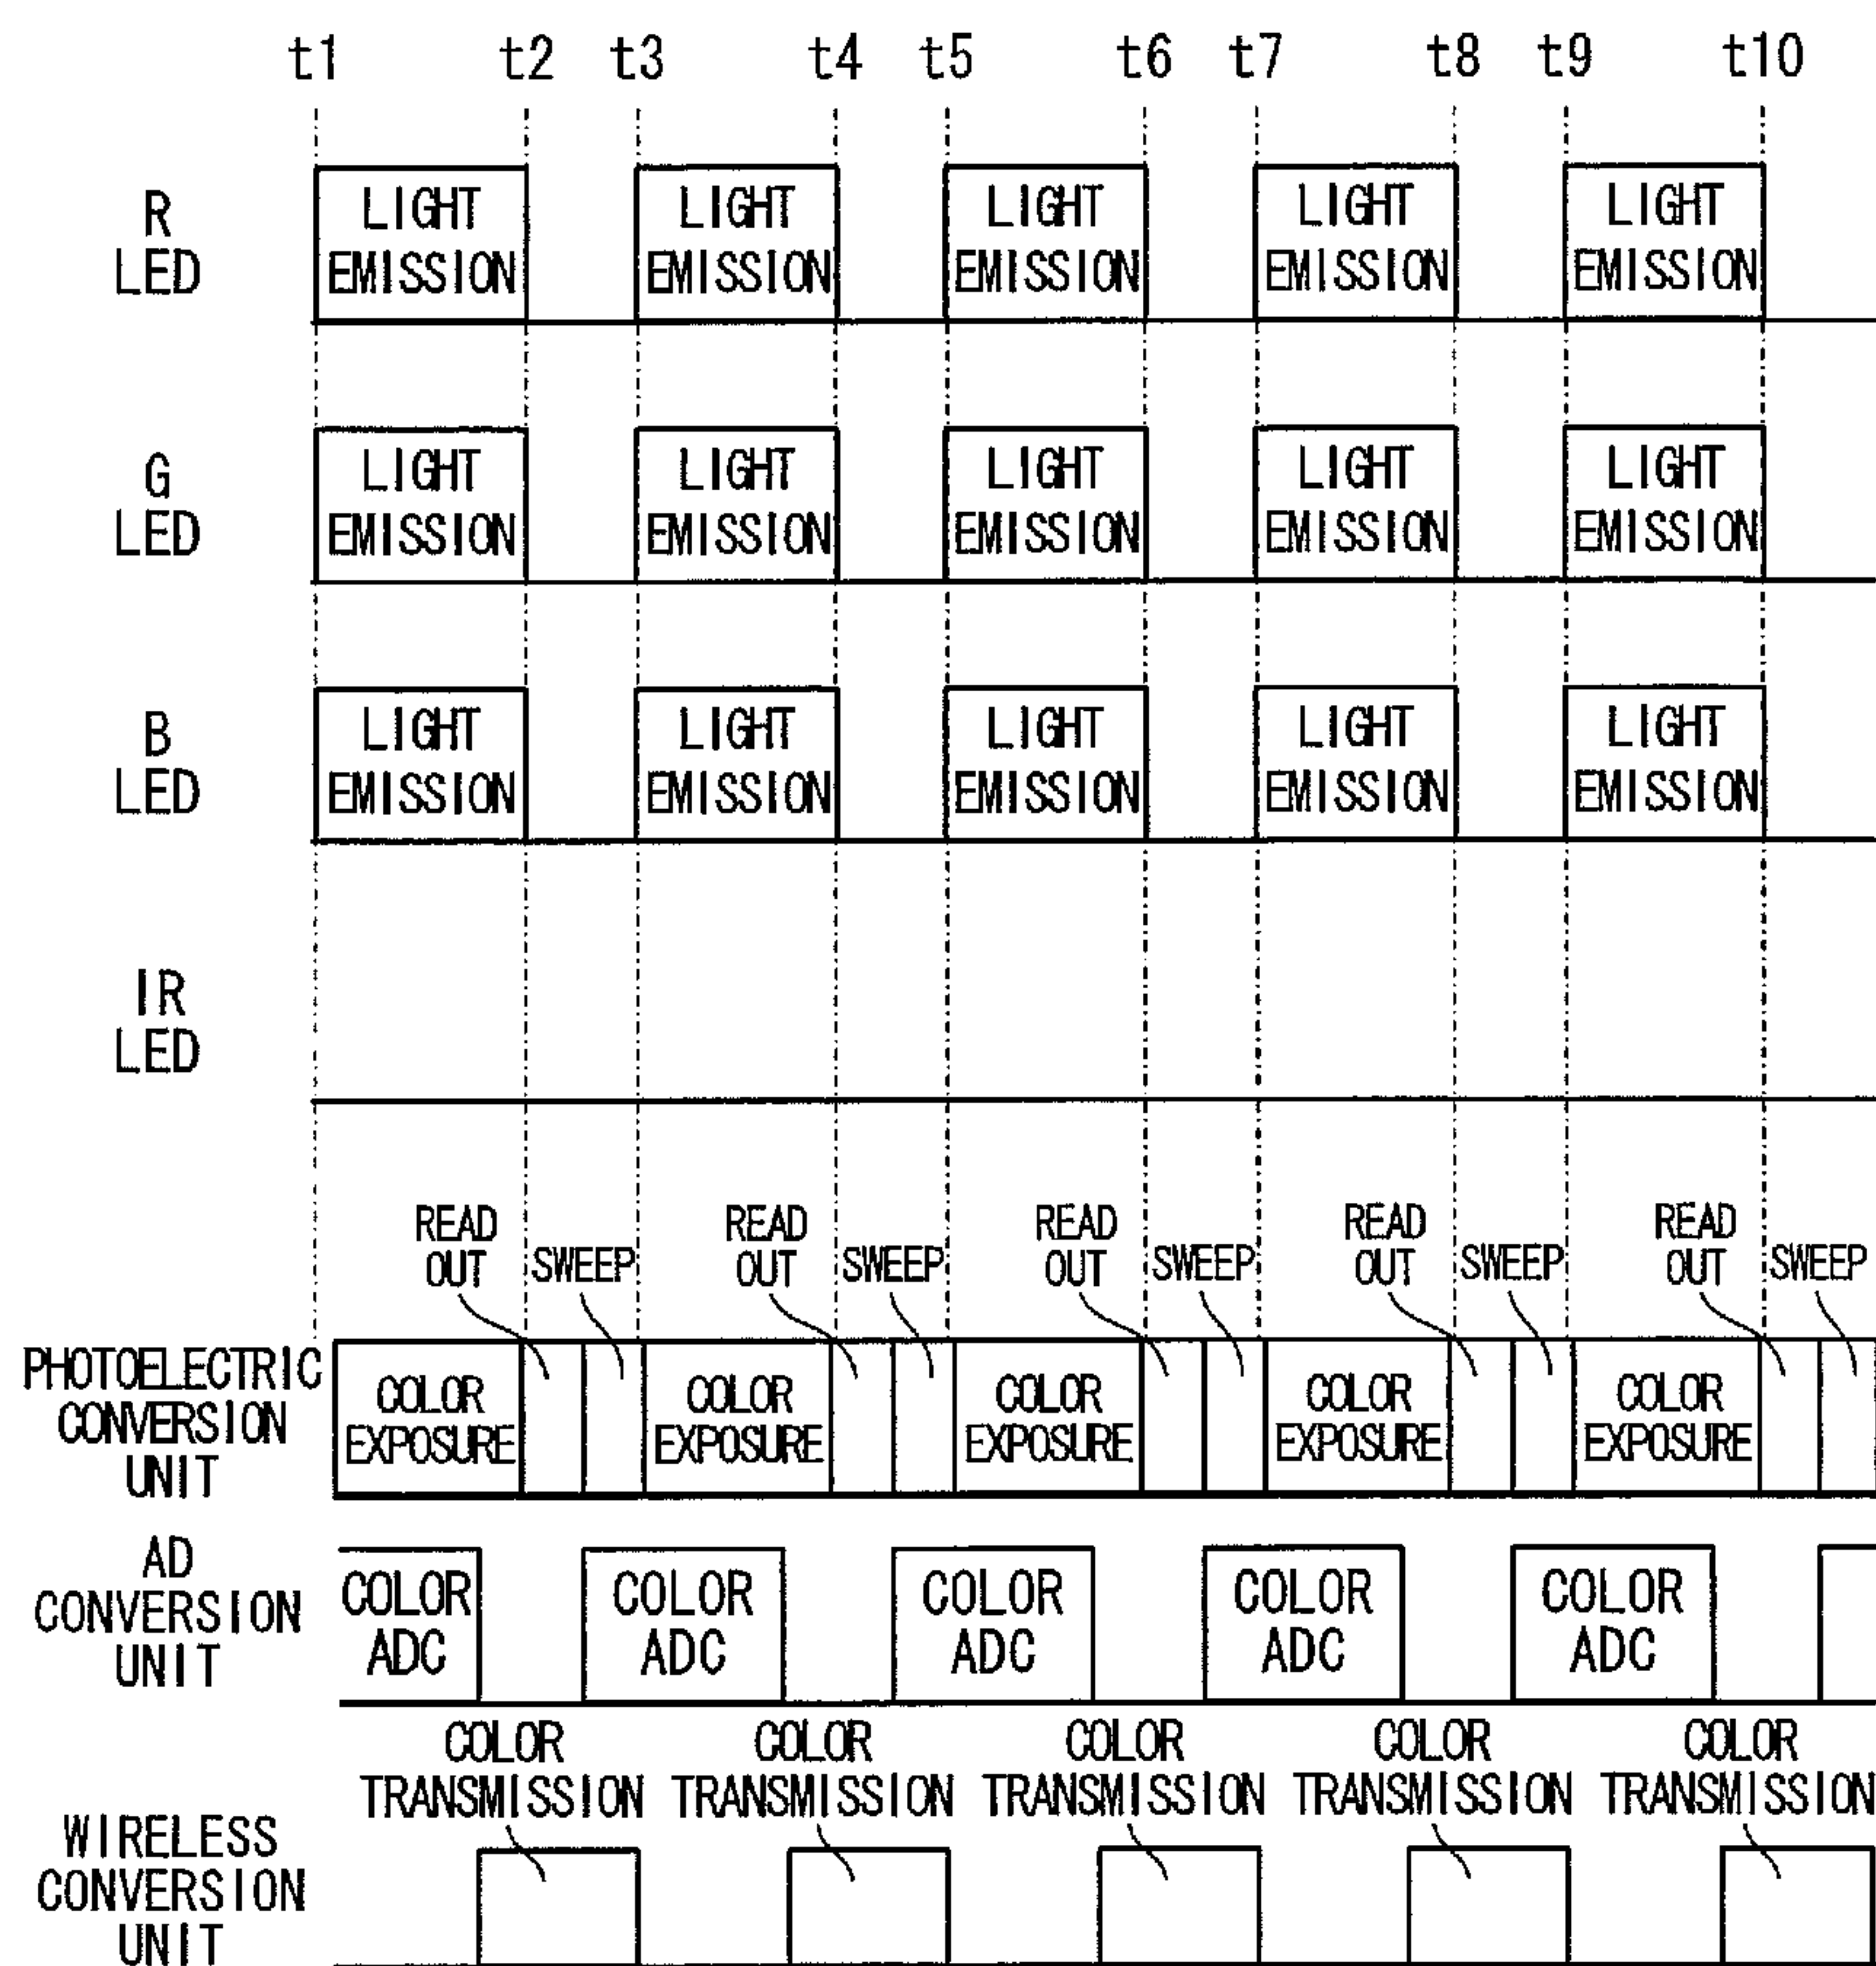 t1 t2 t3 t4 t5 t6 t7 t8 t9 t10
R
LED
LIGHT EMISSION
LIGHT EMISSION
LIGHT EMISSION
LIGHT EMISSION
LIGHT EMISSION
G
LED
LIGHT EMISSION
LIGHT EMISSION
LIGHT EMISSION
LIGHT EMISSION
LIGHT EMISSION
B
LED
LIGHT EMISSION
LIGHT EMISSION
LIGHT EMISSION
LIGHT EMISSION
LIGHT EMISSION
IR
LED
READ OUT
SWEEP
READ OUT
SWEEP
READ OUT
SWEEP
READ OUT
SWEEP
READ OUT
SWEEP
PHOTOELECTRIC
CONVERSION
UNIT
COLOR EXPOSURE
COLOR EXPOSURE
COLOR EXPOSURE
COLOR EXPOSURE
COLOR EXPOSURE
AD
CONVERSION
UNIT
COLOR ADC
COLOR ADC
COLOR ADC
COLOR ADC
COLOR ADC
COLOR TRANSMISSION
COLOR TRANSMISSION
COLOR TRANSMISSION
COLOR TRANSMISSION
COLOR TRANSMISSION
WIRELESS
CONVERSION
UNIT